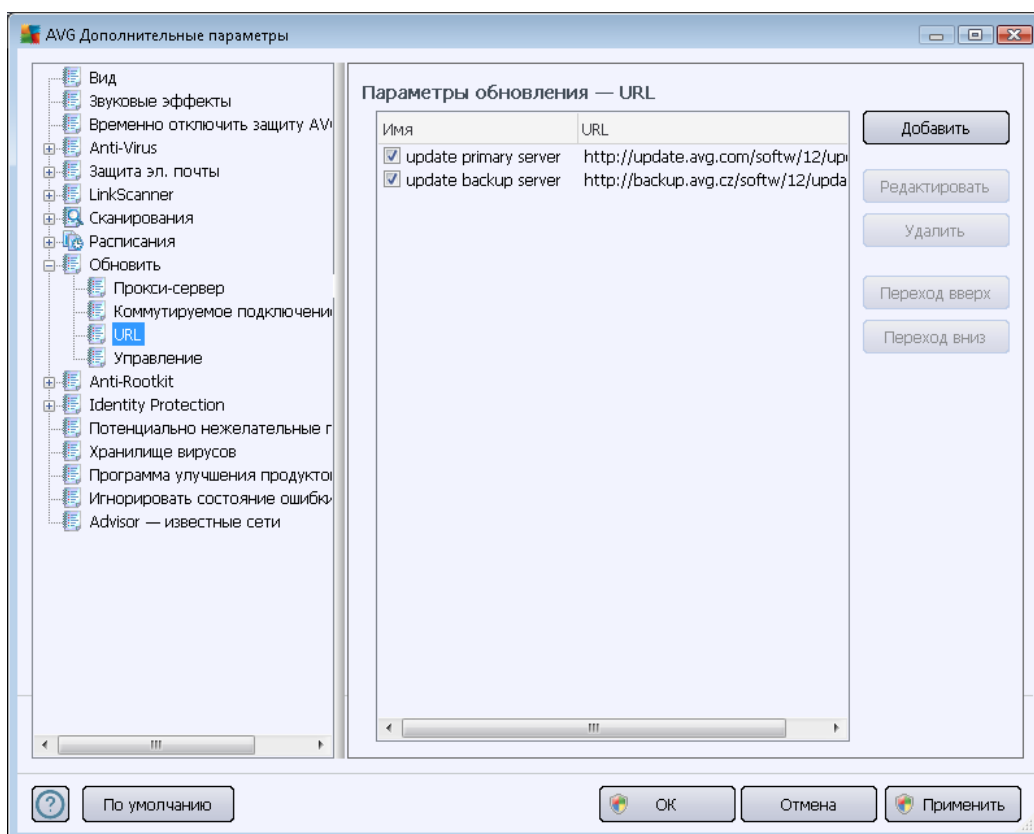 AVG Дополнительные параметры
Вид
Звуковые эффекты
Временно отключить защиту AV
Anti-Virus
Защита эл. почты
LinkScanner
Сканирования
Расписания
Обновить
Прокси-сервер
Коммутируемое подключени
URL
Управление
Anti-Rootkit
Identity Protection
Потенциально нежелательные г
Хранилище вирусов
Программа улучшения продукто
Игнорировать состояние ошибки
Advisor — известные сети
Параметры обновления — URL
Имя URL
update primary server http://update.avg.com/softw/12/up
update backup server http://backup.avg.cz/softw/12/upda
Добавить
Редактировать
Удалить
Переход вверх
Переход вниз
По умолчанию
ОК
Отмена
Применить